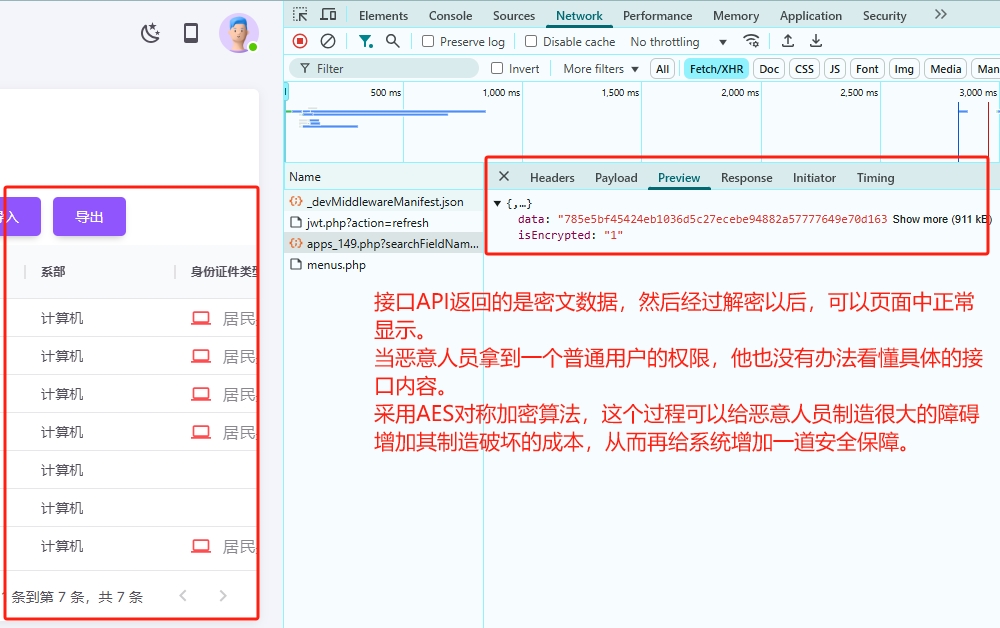 Elements Console Sources Network Performance Memory Application Security
Preserve log Disable cache No throttling
Filter Invert More filters All Fetch/XHR Doc CSS JS Font Img Media Man
500 ms 1,000 ms 1,500 ms 2,000 ms 2,500 ms 3,000 ms
Name
_devMiddlewareManifest.json
jwt.php?action=refresh
apps_149.php?searchFieldNam...
menus.php
Headers Payload Preview Response Initiator Timing
{,…}
data: "785e5bf45424eb1036d5c27ecebe94882a57777649e70d163 Show more (911 kB)
isEncrypted: "1"
入 导出
系部 身份证件类型
计算机 居民
计算机 居民
计算机 居民
计算机 居民
计算机
计算机
计算机 居民
条到第 7 条，共 7 条
接口API返回的是密文数据，然后经过解密以后，可以页面中正常
显示。
当恶意人员拿到一个普通用户的权限，他也没有办法看懂具体的接
口内容。
采用AES对称加密算法，这个过程可以给恶意人员制造很大的障碍
增加其制造破坏的成本，从而再给系统增加一道安全保障。